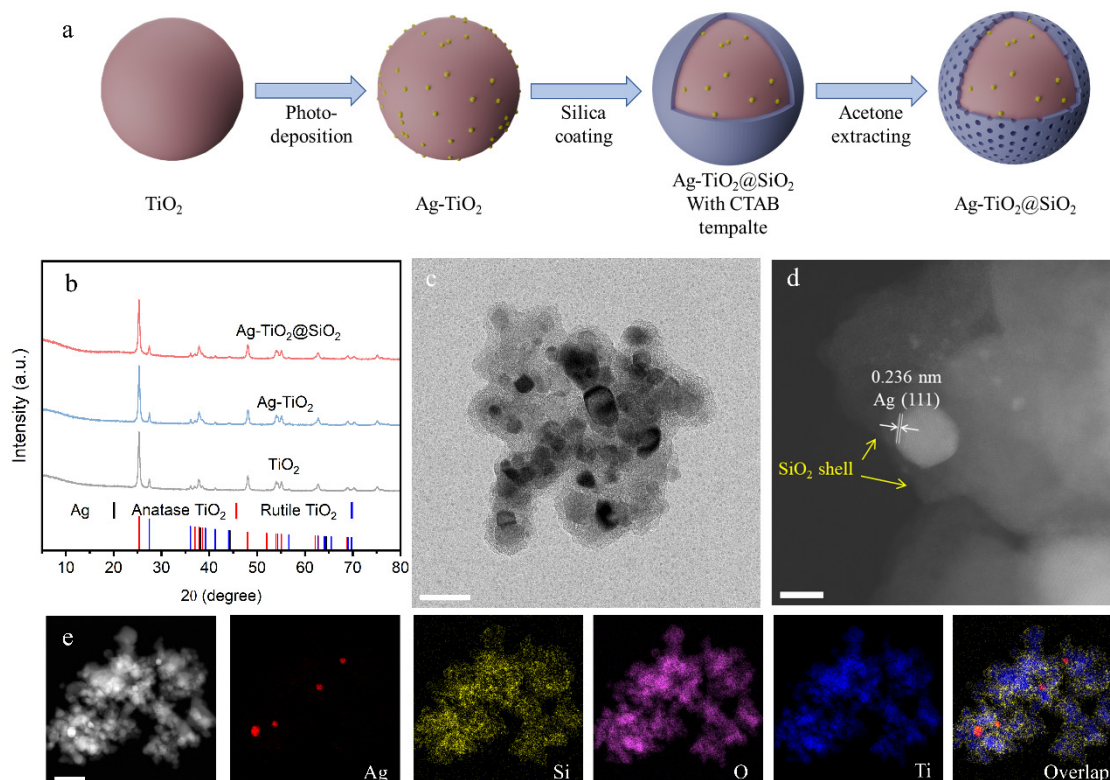 a
Photo-
deposition
Silica
coating
Acetone
extracting
TiO₂
Ag-TiO₂
Ag-TiO₂@SiO₂
With CTAB
tempalte
Ag-TiO₂@SiO₂
b
Intensity (a.u.)
Ag-TiO₂@SiO₂
Ag-TiO₂
TiO₂
Ag Anatase TiO₂ Rutile TiO₂
10 20 30 40 50 60 70 80
2θ (degree)
c
d
0.236 nm
Ag (111)
SiO₂ shell
e
Ag
Si
O
Ti
Overlap